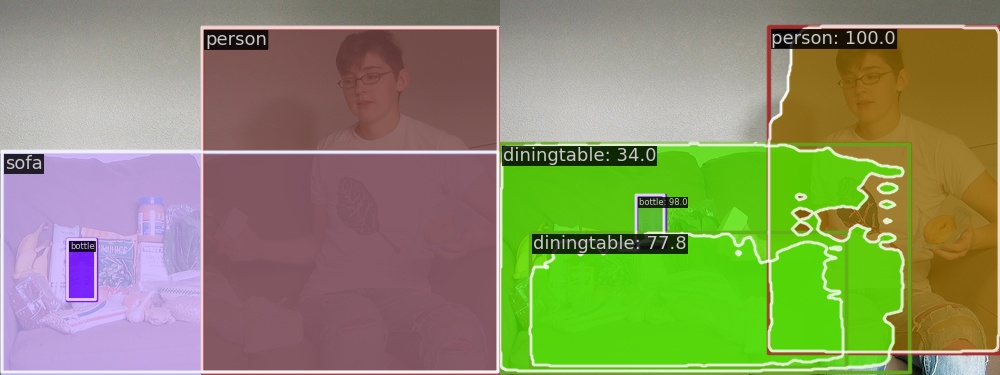 person
sofa
bottle
person: 100.0
diningtable: 34.0
bottle: 98.0
diningtable: 77.8